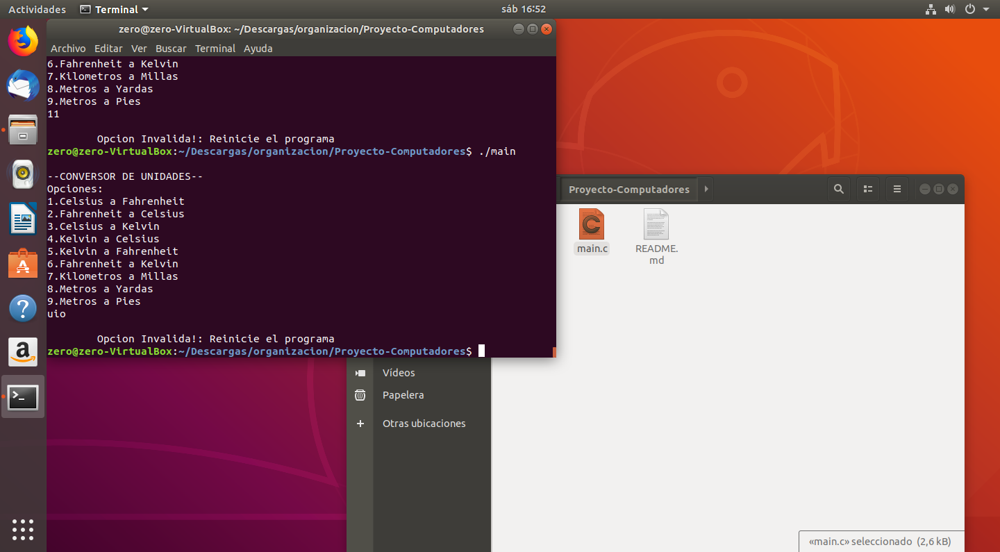 Actividades Terminal sáb 16:52
zero@zero-VirtualBox: ~/Descargas/organizacion/Proyecto-Computadores
Archivo Editar Ver Buscar Terminal Ayuda
6.Fahrenheit a Kelvin
7.Kilometros a Millas
8.Metros a Yardas
9.Metros a Pies
11
Opcion Invalida!: Reinicie el programa
zero@zero-VirtualBox:~/Descargas/organizacion/Proyecto-Computadores$ ./main
--CONVERSOR DE UNIDADES--
Opciones:
1.Celsius a Fahrenheit
2.Fahrenheit a Celsius
3.Celsius a Kelvin
4.Kelvin a Celsius
5.Kelvin a Fahrenheit
6.Fahrenheit a Kelvin
7.Kilometros a Millas
8.Metros a Yardas
9.Metros a Pies
uio
Opcion Invalida!: Reinicie el programa
zero@zero-VirtualBox:~/Descargas/organizacion/Proyecto-Computadores$
Proyecto-Computadores
main.c
README.
md
Vídeos
Papelera
Otras ubicaciones
«main.c» seleccionado (2,6 kB)